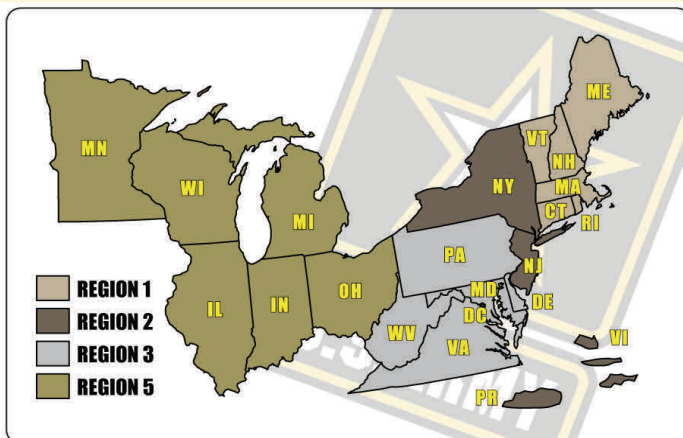 ME
VT
NH
MN
NY
MA
WI
CT
RI
MI
PA
NJ
REGION 1
OH
MD
DE
IL
IN
REGION 2
DC
WV
VA
VI
REGION 3
REGION 5
PR
U.S. ARMY